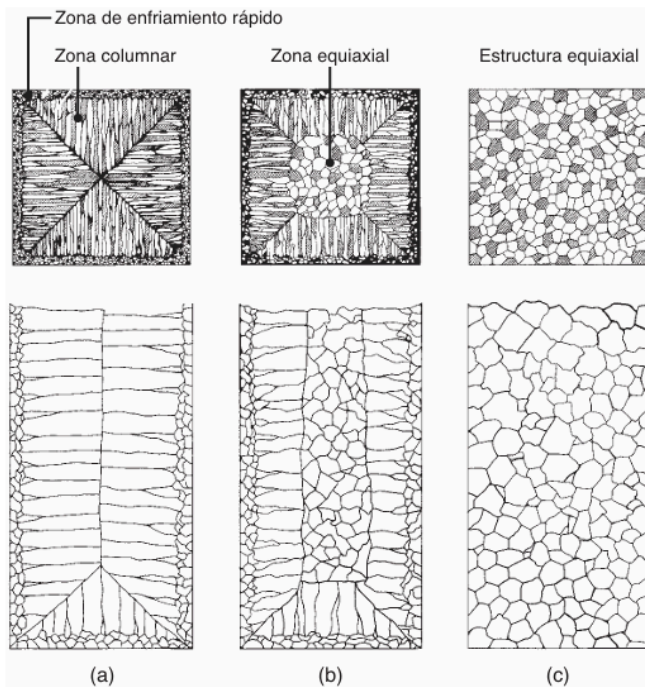 Zona de enfriamiento rápido
Zona columnar
Zona equiaxial
Estructura equiaxial
(a)
(b)
(c)